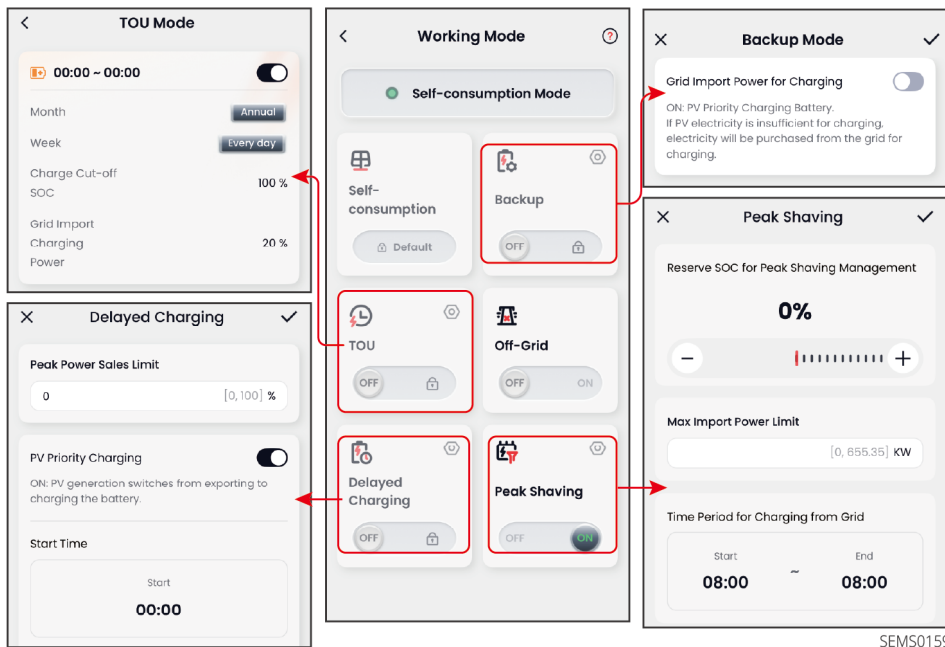 TOU Mode
00:00 ~ 00:00
Month
Annual
Week
Every day
Charge Cut-off
SOC
100 %
Grid Import
Charging
Power
20 %
Delayed Charging
Peak Power Sales Limit
0
[0, 100] %
PV Priority Charging
ON: PV generation switches from exporting to
charging the battery.
Start Time
Start
00:00
Working Mode
?
Self-consumption Mode
Self-
consumption
Default
Backup
OFF
TOU
OFF
Off-Grid
OFF
ON
Delayed
Charging
OFF
Peak Shaving
OFF
ON
Backup Mode
Grid Import Power for Charging
ON: PV Priority Charging Battery.
If PV electricity is insufficient for charging,
electricity will be purchased from the grid for
charging.
Peak Shaving
Reserve SOC for Peak Shaving Management
0%
Max Import Power Limit
[0, 655.35] KW
Time Period for Charging from Grid
Start
End
08:00
~
08:00
SEMS0159